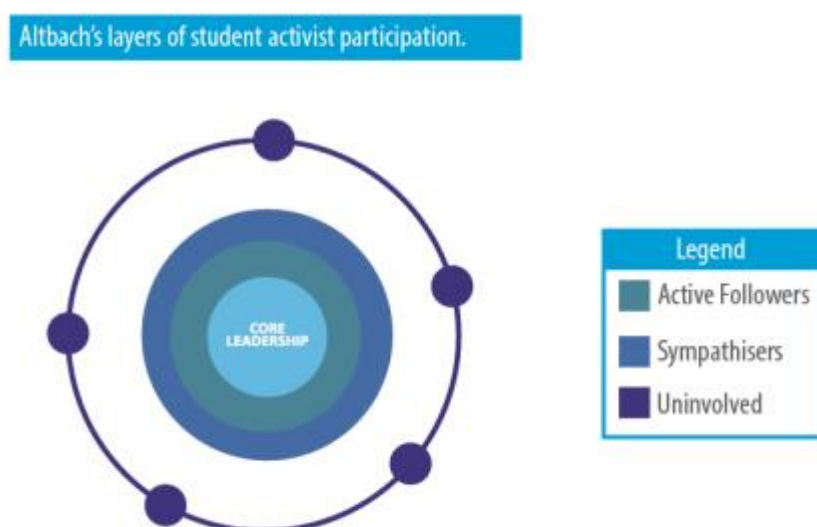 Altbach's layers of student activist participation.
CORE
LEADERSHIP
Legend
Active Followers
Sympathisers
Uninvolved